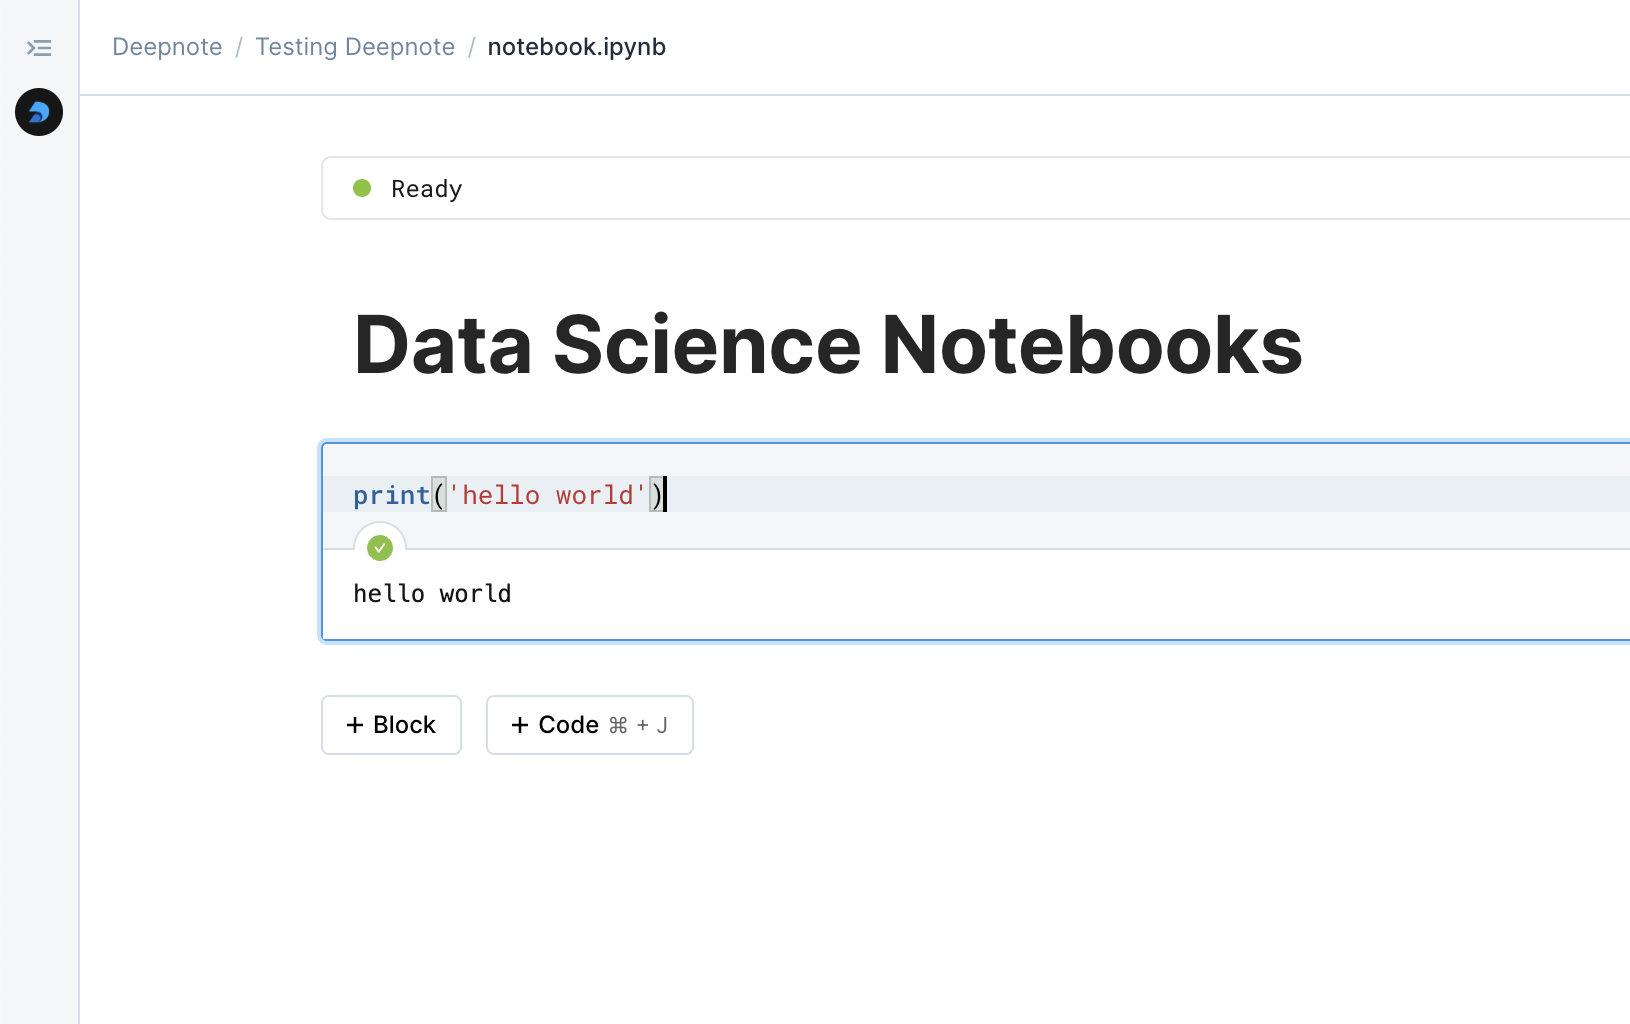 Deepnote / Testing Deepnote / notebook.ipynb
Ready
Data Science Notebooks
print('hello world')
hello world
+ Block + Code ⌘ + J